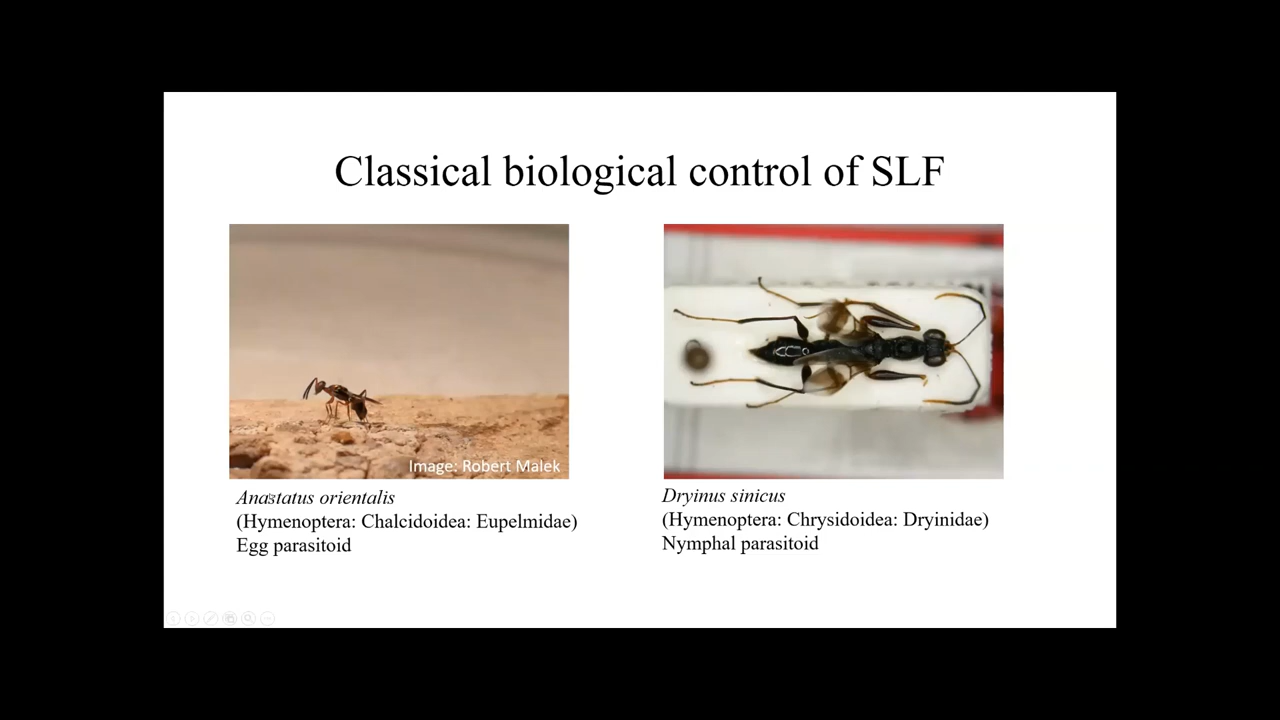 Classical biological control of SLF
Image: Robert Malek
Anastatus orientalis
(Hymenoptera: Chalcidoidea: Eupelmidae)
Egg parasitoid
Dryinus sinicus
(Hymenoptera: Chrysidoidea: Dryinidae)
Nymphal parasitoid